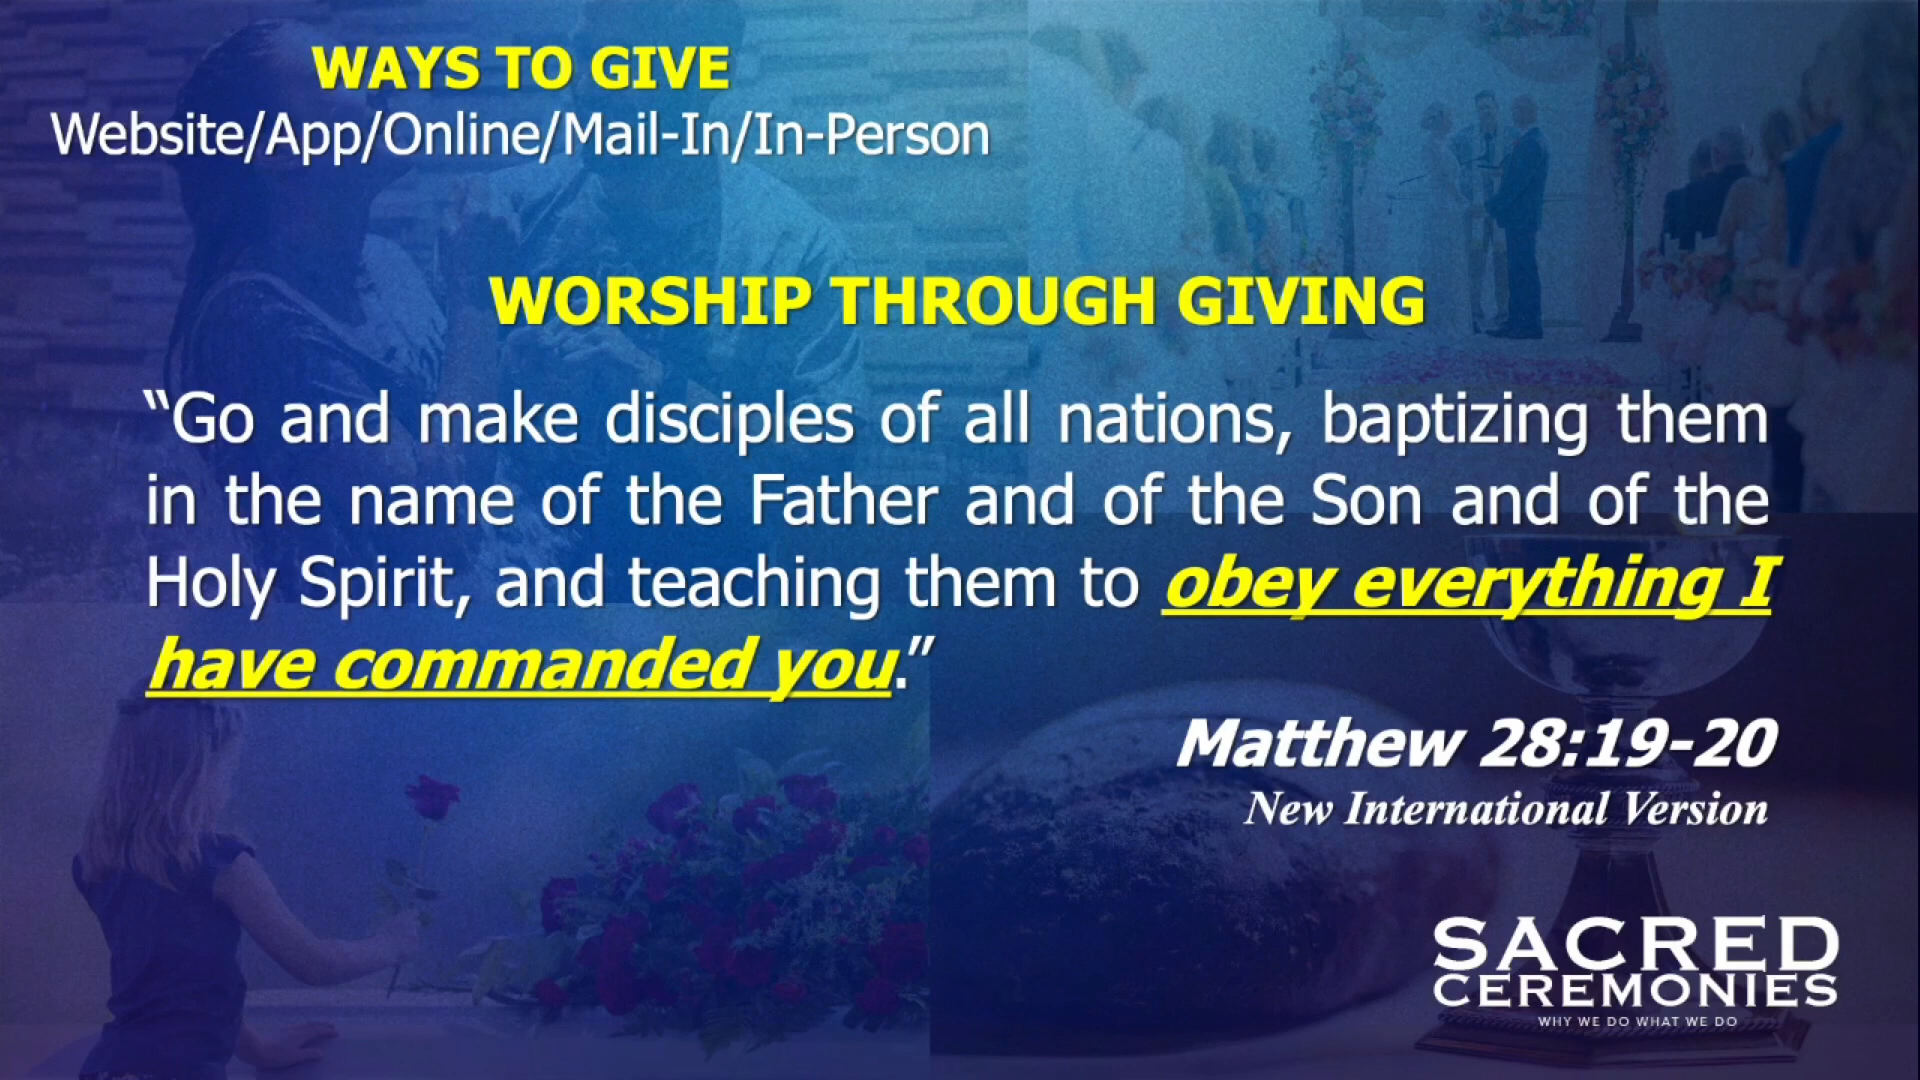 WAYS TO GIVE
Website/App/Online/Mail-In/In-Person
WORSHIP THROUGH GIVING
“Go and make disciples of all nations, baptizing them
in the name of the Father and of the Son and of the
Holy Spirit, and teaching them to obey everything I
have commanded you.”
Matthew 28:19-20
New International Version
SACRED
CEREMONIES
WHY WE DO WHAT WE DO